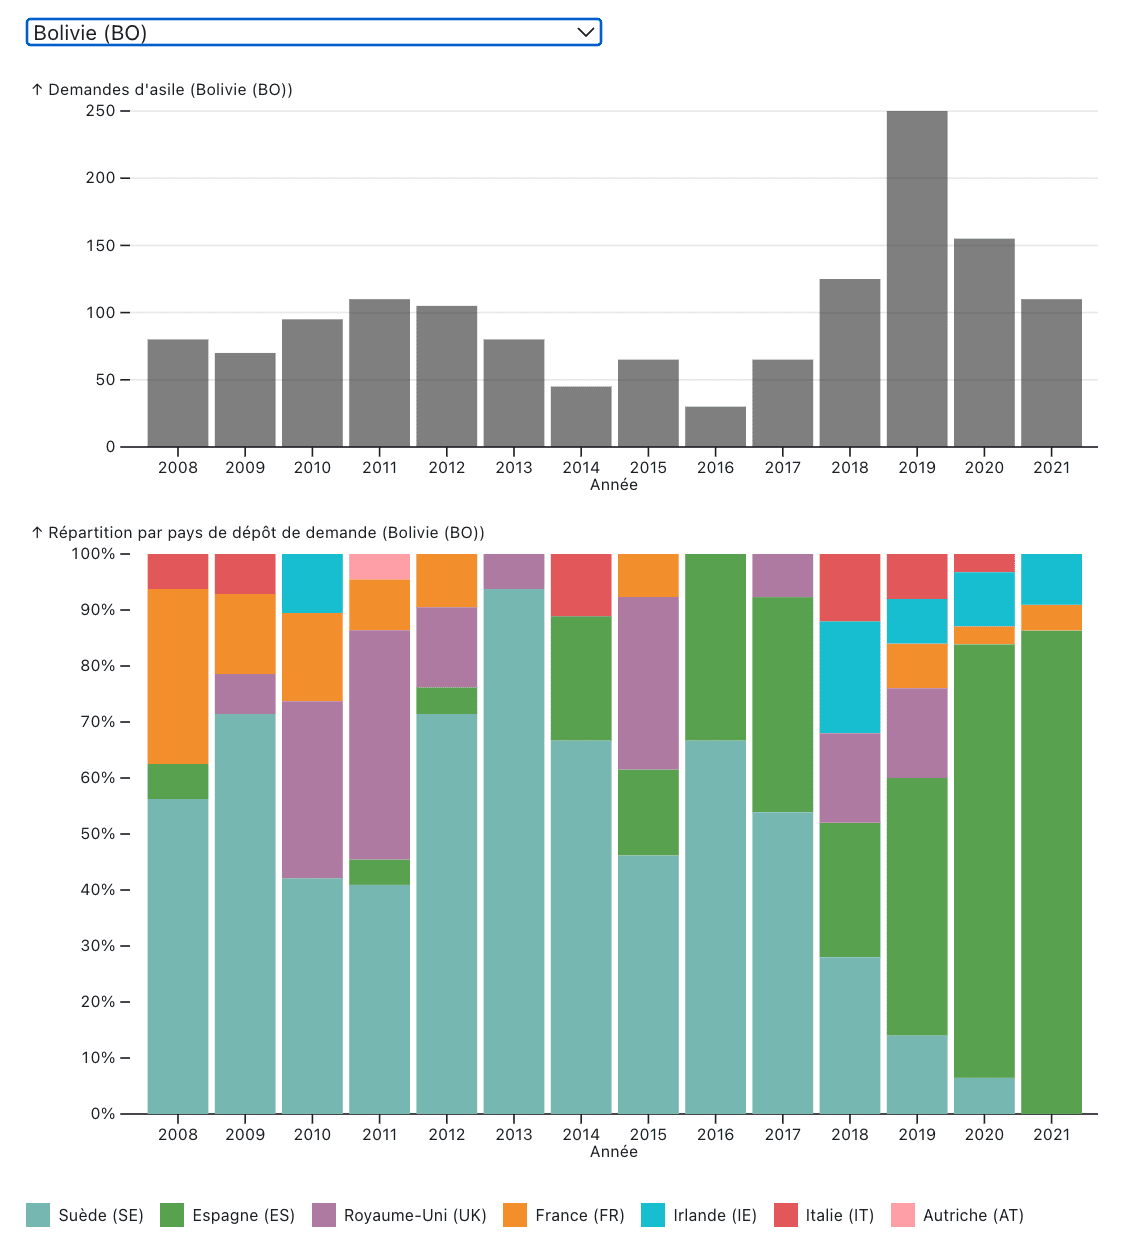 Bolivie (BO)
↑ Demandes d'asile (Bolivie (BO))
250
200
150
100
50
0
2008 2009 2010 2011 2012 2013 2014 2015 2016 2017 2018 2019 2020 2021
Année
↑ Répartition par pays de dépôt de demande (Bolivie (BO))
100%
90%
80%
70%
60%
50%
40%
30%
20%
10%
0%
2008 2009 2010 2011 2012 2013 2014 2015 2016 2017 2018 2019 2020 2021
Année
Suède (SE) Espagne (ES) Royaume-Uni (UK) France (FR) Irlande (IE) Italie (IT) Autriche (AT)